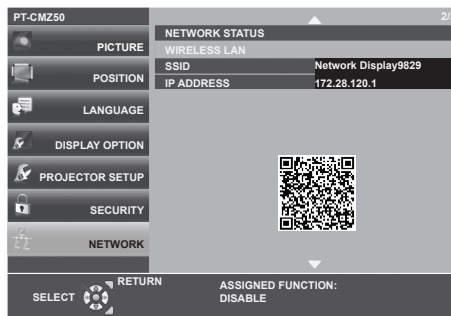 PT-CMZ50
PICTURE
POSITION
LANGUAGE
DISPLAY OPTION
PROJECTOR SETUP
SECURITY
NETWORK
NETWORK STATUS
WIRELESS LAN
SSID Network Display9829
IP ADDRESS 172.28.120.1
RETURN
SELECT
ASSIGNED FUNCTION:
DISABLE